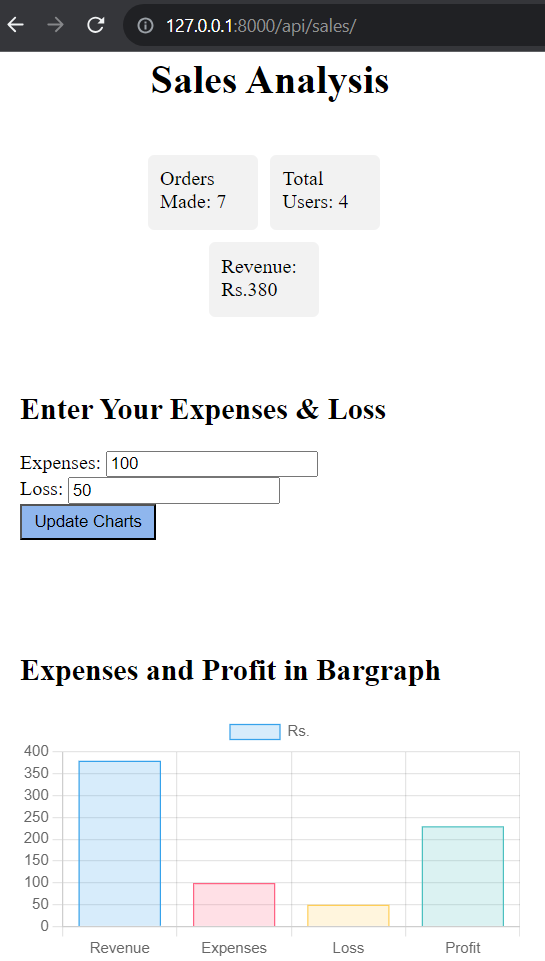 127.0.0.1:8000/api/sales/
Sales Analysis
Orders
Made: 7
Total
Users: 4
Revenue:
Rs.380
Enter Your Expenses & Loss
Expenses: 100
Loss: 50
Update Charts
Expenses and Profit in Bargraph
Rs.
400
350
300
250
200
150
100
50
0
Revenue Expenses Loss Profit